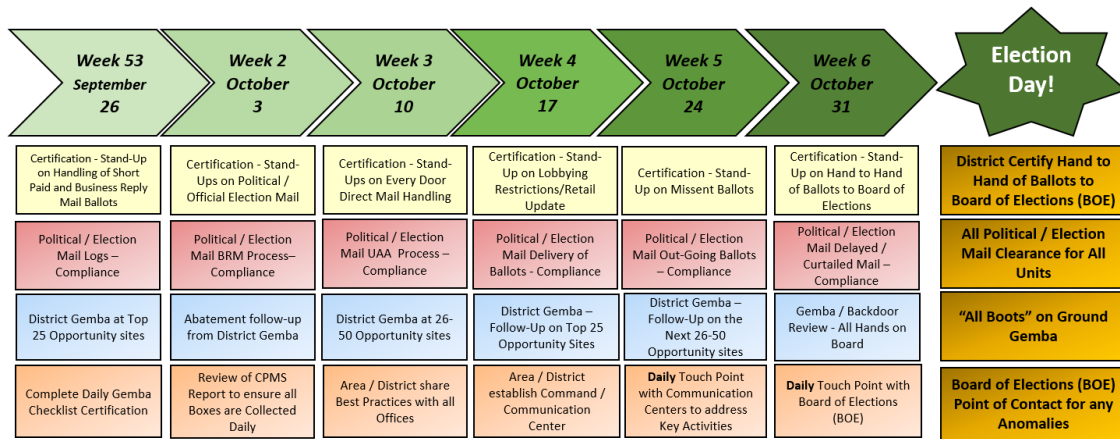 Week 53
September
26
Week 2
October
3
Week 3
October
10
Week 4
October
17
Week 5
October
24
Week 6
October
31
Election
Day!
Certification - Stand-Up
on Handling of Short
Paid and Business Reply
Mail Ballots
Certification - Stand-
Ups on Political /
Official Election Mail
Certification - Stand-
Ups on Every Door
Direct Mail Handling
Certification - Stand-
Up on Lobbying
Restrictions/Retail
Update
Certification - Stand-
Up on Missent Ballots
Certification - Stand-
Up on Hand to Hand
of Ballots to Board of
Elections
District Certify Hand to
Hand of Ballots to
Board of Elections (BOE)
Political / Election
Mail Logs –
Compliance
Political / Election
Mail BRM Process–
Compliance
Political / Election
Mail UAA Process –
Compliance
Political / Election
Mail Delivery of
Ballots - Compliance
Political / Election
Mail Out-Going Ballots
– Compliance
Political / Election
Mail Delayed /
Curtailed Mail –
Compliance
All Political / Election
Mail Clearance for All
Units
District Gemba at Top
25 Opportunity sites
Abatement follow-up
from District Gemba
District Gemba at 26-
50 Opportunity sites
District Gemba –
Follow-Up on Top 25
Opportunity Sites
District Gemba –
Follow-Up on the
Next 26-50
Opportunity sites
Gemba / Backdoor
Review - All Hands on
Board
“All Boots” on Ground
Gemba
Complete Daily Gemba
Checklist Certification
Review of CPMS
Report to ensure all
Boxes are Collected
Daily
Area / District share
Best Practices with all
Offices
Area / District
establish Command /
Communication
Center
Daily Touch Point
with Communication
Centers to address
Key Activities
Daily Touch Point with
Board of Elections
(BOE)
Board of Elections (BOE)
Point of Contact for any
Anomalies